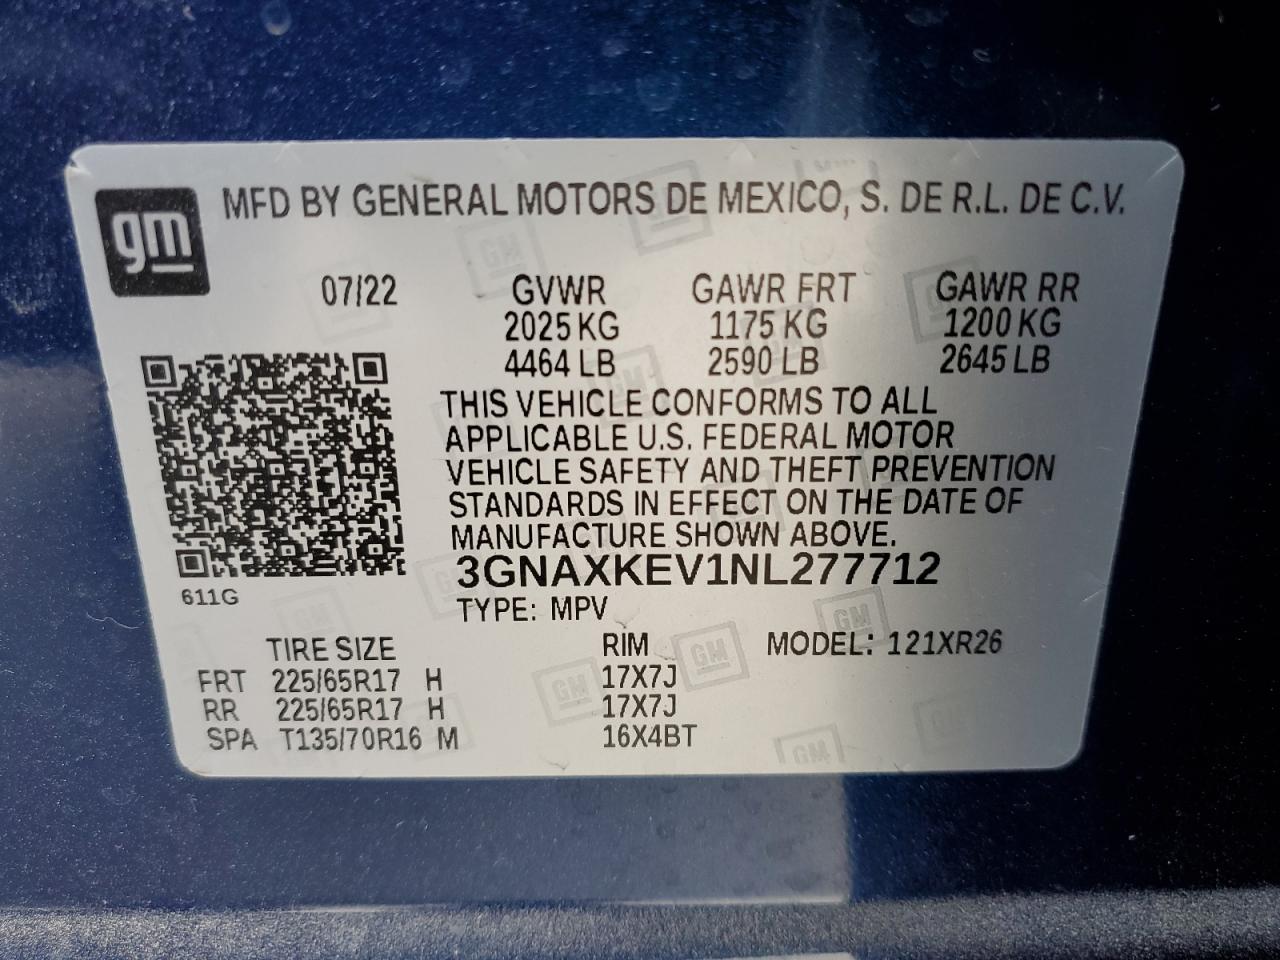 gm
MFD BY GENERAL MOTORS DE MEXICO, S. DE R.L. DE C.V.
07/22 GVWR GAWR FRT GAWR RR
2025 KG 1175 KG 1200 KG
4464 LB 2590 LB 2645 LB
THIS VEHICLE CONFORMS TO ALL
APPLICABLE U.S. FEDERAL MOTOR
VEHICLE SAFETY AND THEFT PREVENTION
STANDARDS IN EFFECT ON THE DATE OF
MANUFACTURE SHOWN ABOVE.
3GNAXKEV1NL277712
611G
TYPE: MPV
TIRE SIZE RIM MODEL: 121XR26
FRT 225/65R17 H 17X7J
RR 225/65R17 H 17X7J
SPA T135/70R16 M 16X4BT